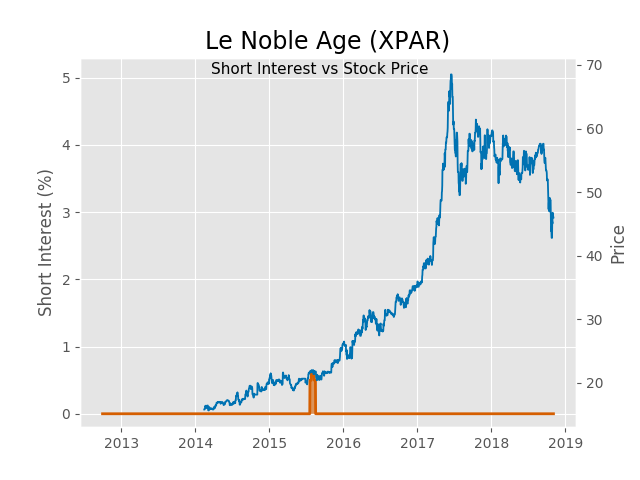 Le Noble Age (XPAR)
Short Interest vs Stock Price
Short Interest (%)
5
4
3
2
1
0
70
60
50
40
30
20
Price
2013 2014 2015 2016 2017 2018 2019